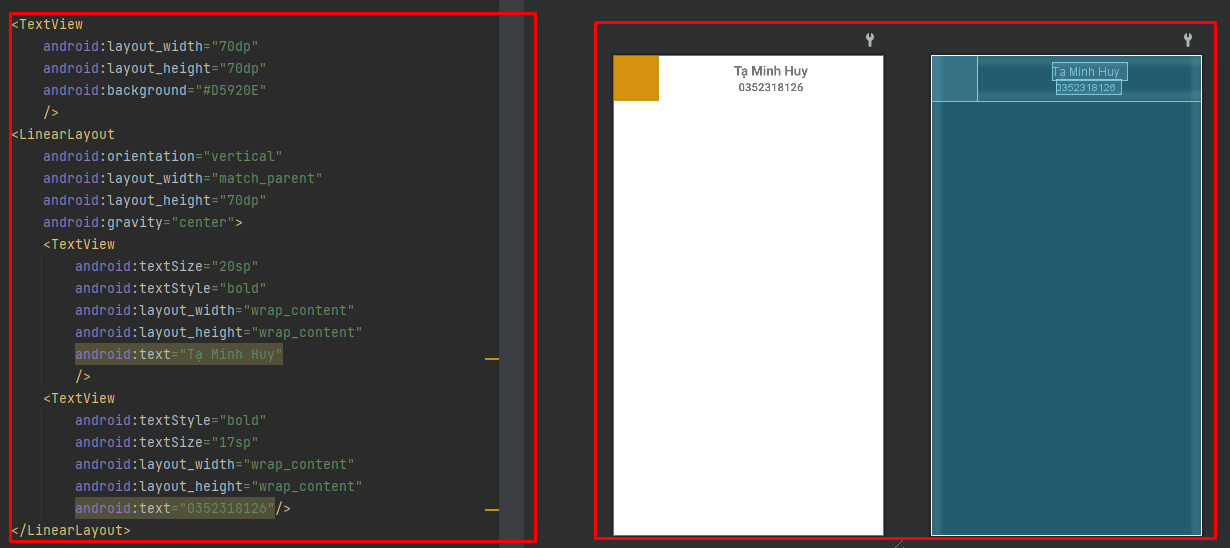 <TextView
android:layout_width="70dp"
android:layout_height="70dp"
android:background="#D5920E"
/>
<LinearLayout
android:orientation="vertical"
android:layout_width="match_parent"
android:layout_height="70dp"
android:gravity="center">
<TextView
android:textSize="20sp"
android:textStyle="bold"
android:layout_width="wrap_content"
android:layout_height="wrap_content"
android:text="Tạ Minh Huy"
/>
<TextView
android:textStyle="bold"
android:textSize="17sp"
android:layout_width="wrap_content"
android:layout_height="wrap_content"
android:text="0352318126"/>
</LinearLayout>
Tạ Minh Huy
0352318126
Tạ Minh Huy
0352318126